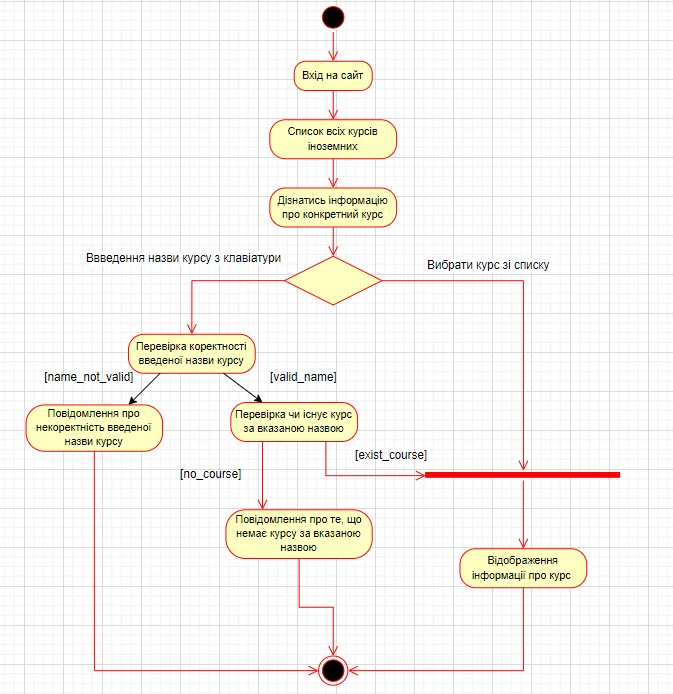 Вхід на сайт
Список всіх курсів
іноземних
Дізнатись інформацію
про конкретний курс
Ввведення назви курсу з клавіатури
Вибрати курс зі списку
Перевірка коректності
введеної назви курсу
[name_not_valid]
[valid_name]
Повідомлення про
некоректність введеної
назви курсу
Перевірка чи існує курс
за вказаною назвою
[exist_course]
[no_course]
Повідомлення про те, що
немає курсу за вказаною
назвою
Відображення
інформації про курс